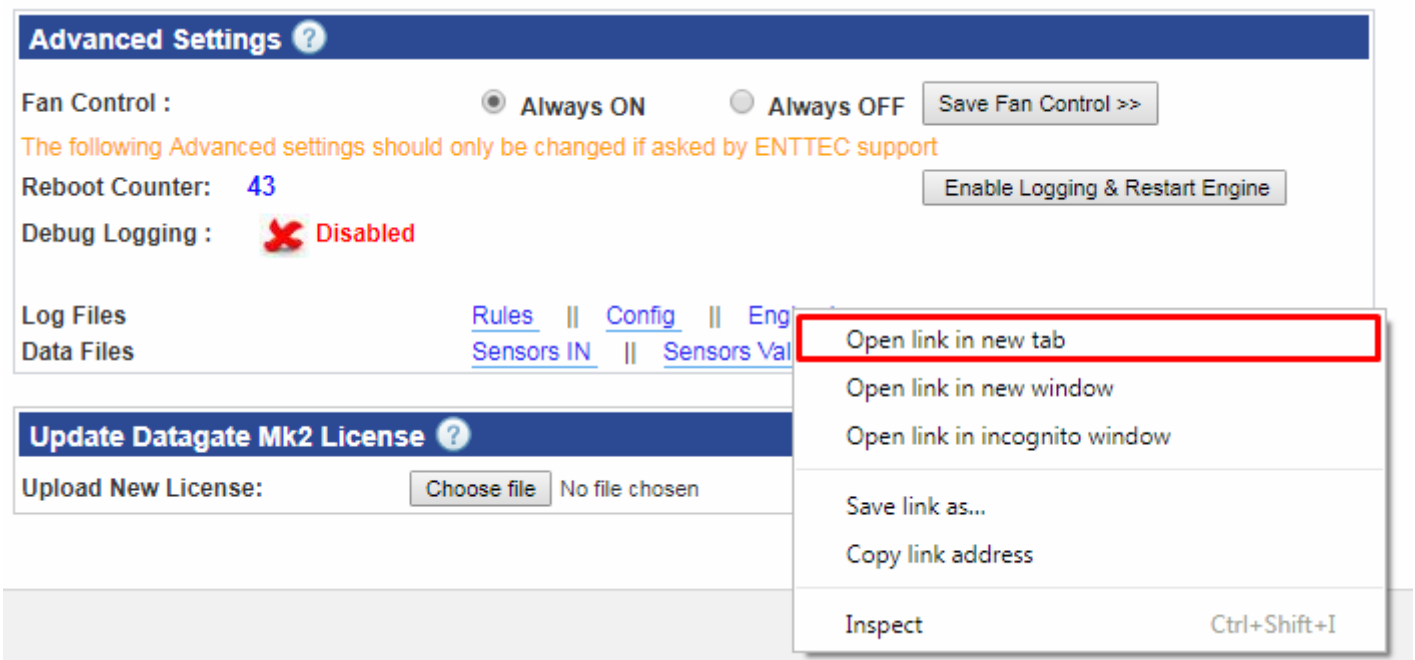 Advanced Settings ?
Fan Control : Always ON Always OFF Save Fan Control >>
The following Advanced settings should only be changed if asked by ENTTEC support
Reboot Counter: 43 Enable Logging & Restart Engine
Debug Logging : Disabled
Log Files Rules || Config ||
Data Files Sensors IN || Sensors
Update Datagate Mk2 License ?
Upload New License: Choose file No file chosen
Open link in new tab
Open link in new window
Open link in incognito window
Save link as...
Copy link address
Inspect Ctrl+Shift+I